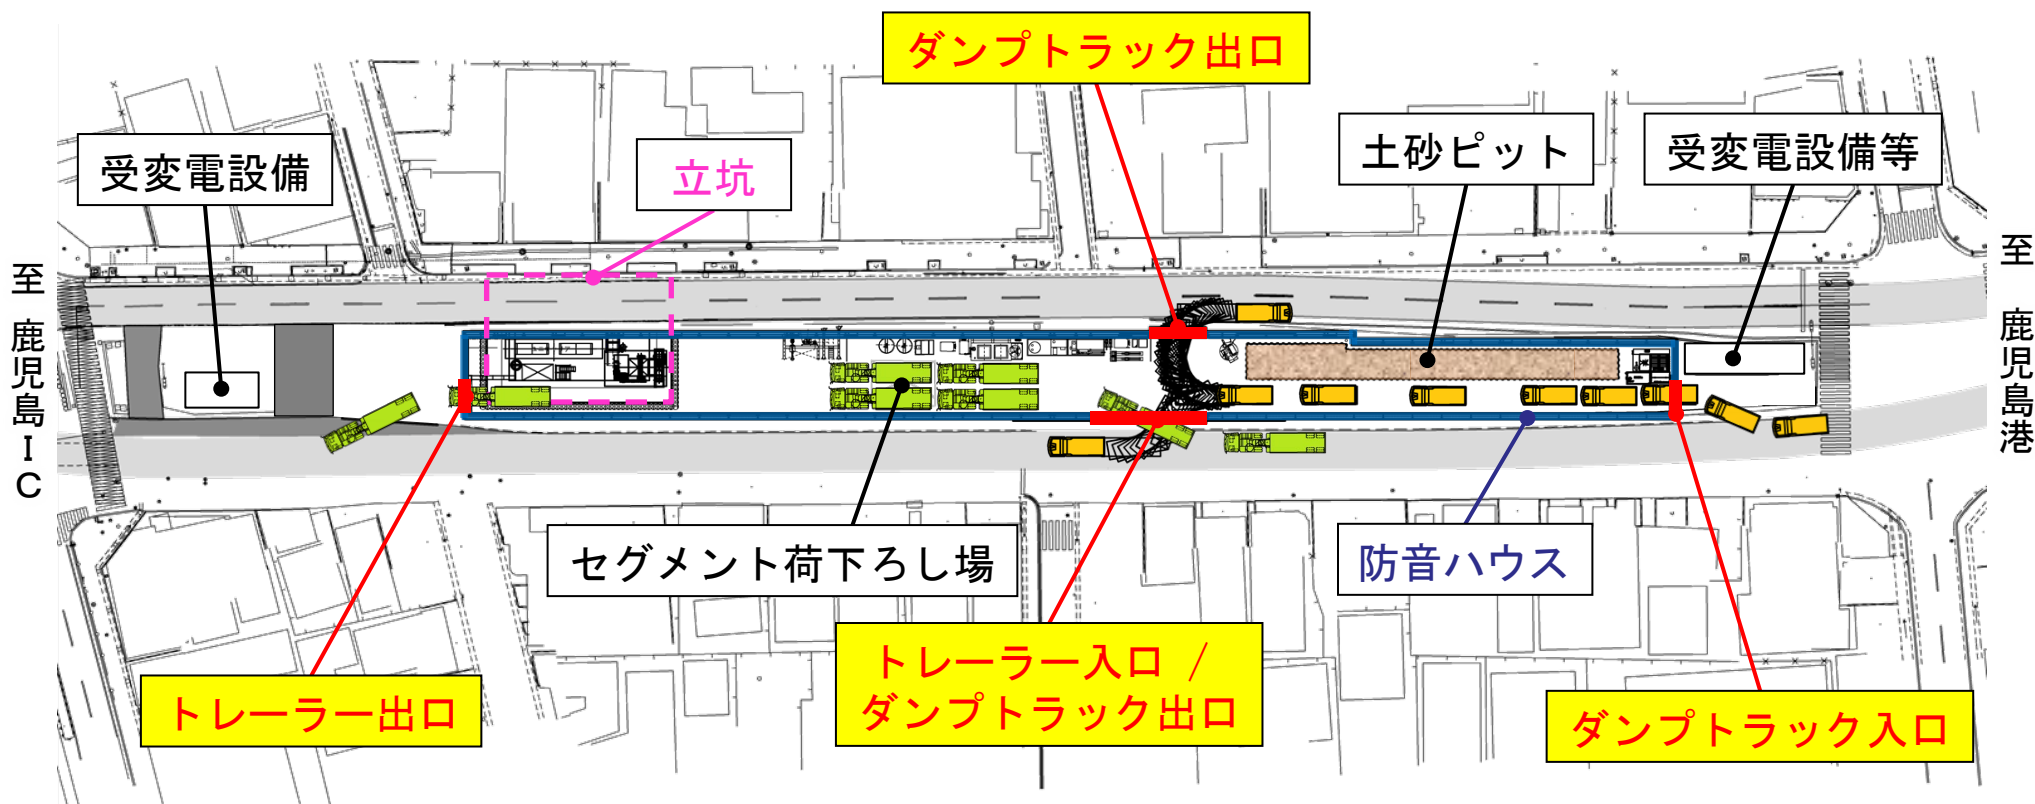 ダンプトラック出口
受変電設備
立坑
土砂ピット
受変電設備等
至 鹿児島IC
至 鹿児島港
セグメント荷下ろし場
防音ハウス
トレーラー出口
トレーラー入口 /
ダンプトラック出口
ダンプトラック入口